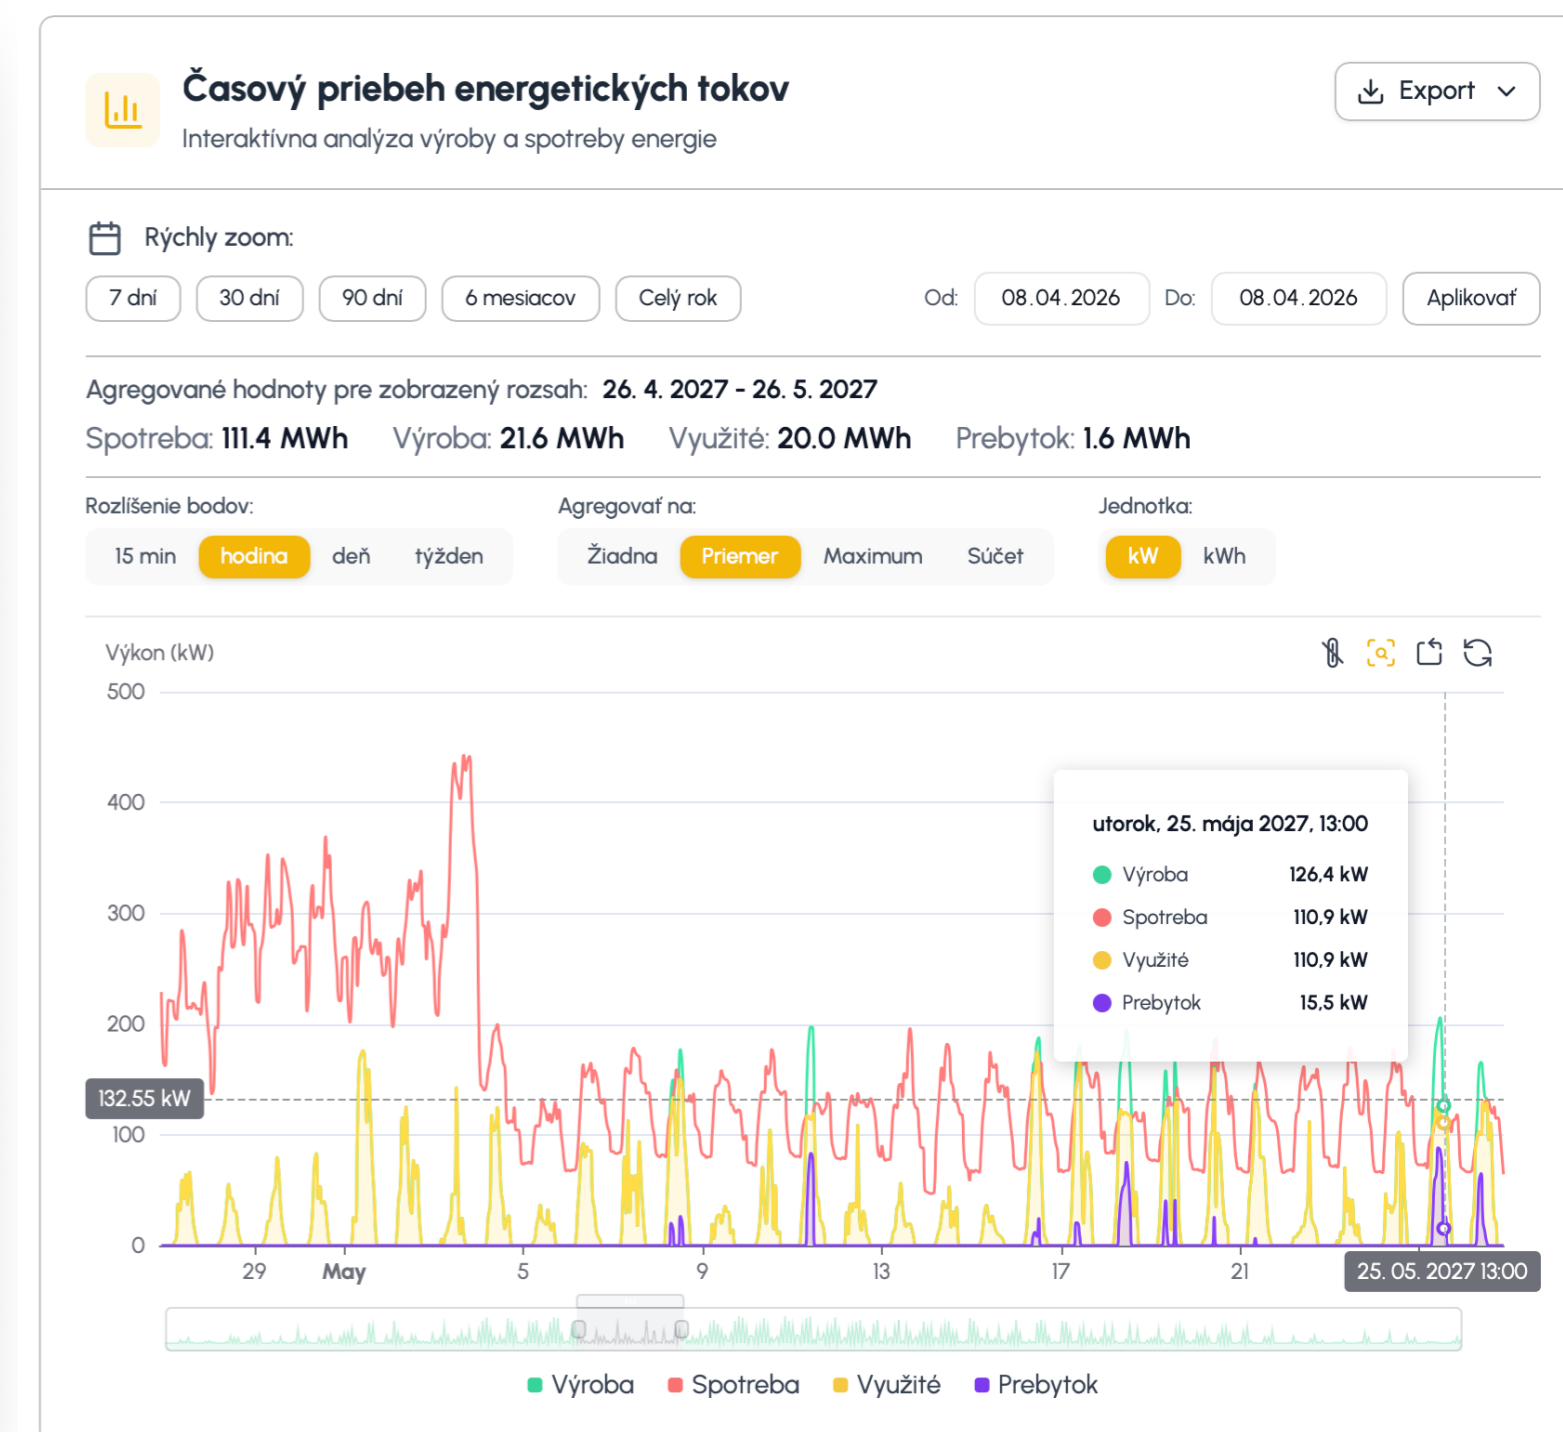 Časový priebeh energetických tokov
Interaktívna analýza výroby a spotreby energie
Export
Rýchly zoom:
7 dní 30 dní 90 dní 6 mesiacov Celý rok Od: 08.04.2026 Do: 08.04.2026 Aplikovať
Agregované hodnoty pre zobrazený rozsah: 26. 4. 2027 - 26. 5. 2027
Spotreba: 111.4 MWh Výroba: 21.6 MWh Využité: 20.0 MWh Prebytok: 1.6 MWh
Rozlíšenie bodov: Agregovať na: Jednotka:
15 min hodina deň týžden Žiadna Priemer Maximum Súčet kW kWh
Výkon (kW)
500
400
300
200
132.55 kW
100
0
utorok, 25. mája 2027, 13:00
Výroba 126,4 kW
Spotreba 110,9 kW
Využité 110,9 kW
Prebytok 15,5 kW
29 May 5 9 13 17 21 25. 05. 2027 13:00
Výroba Spotreba Využité Prebytok